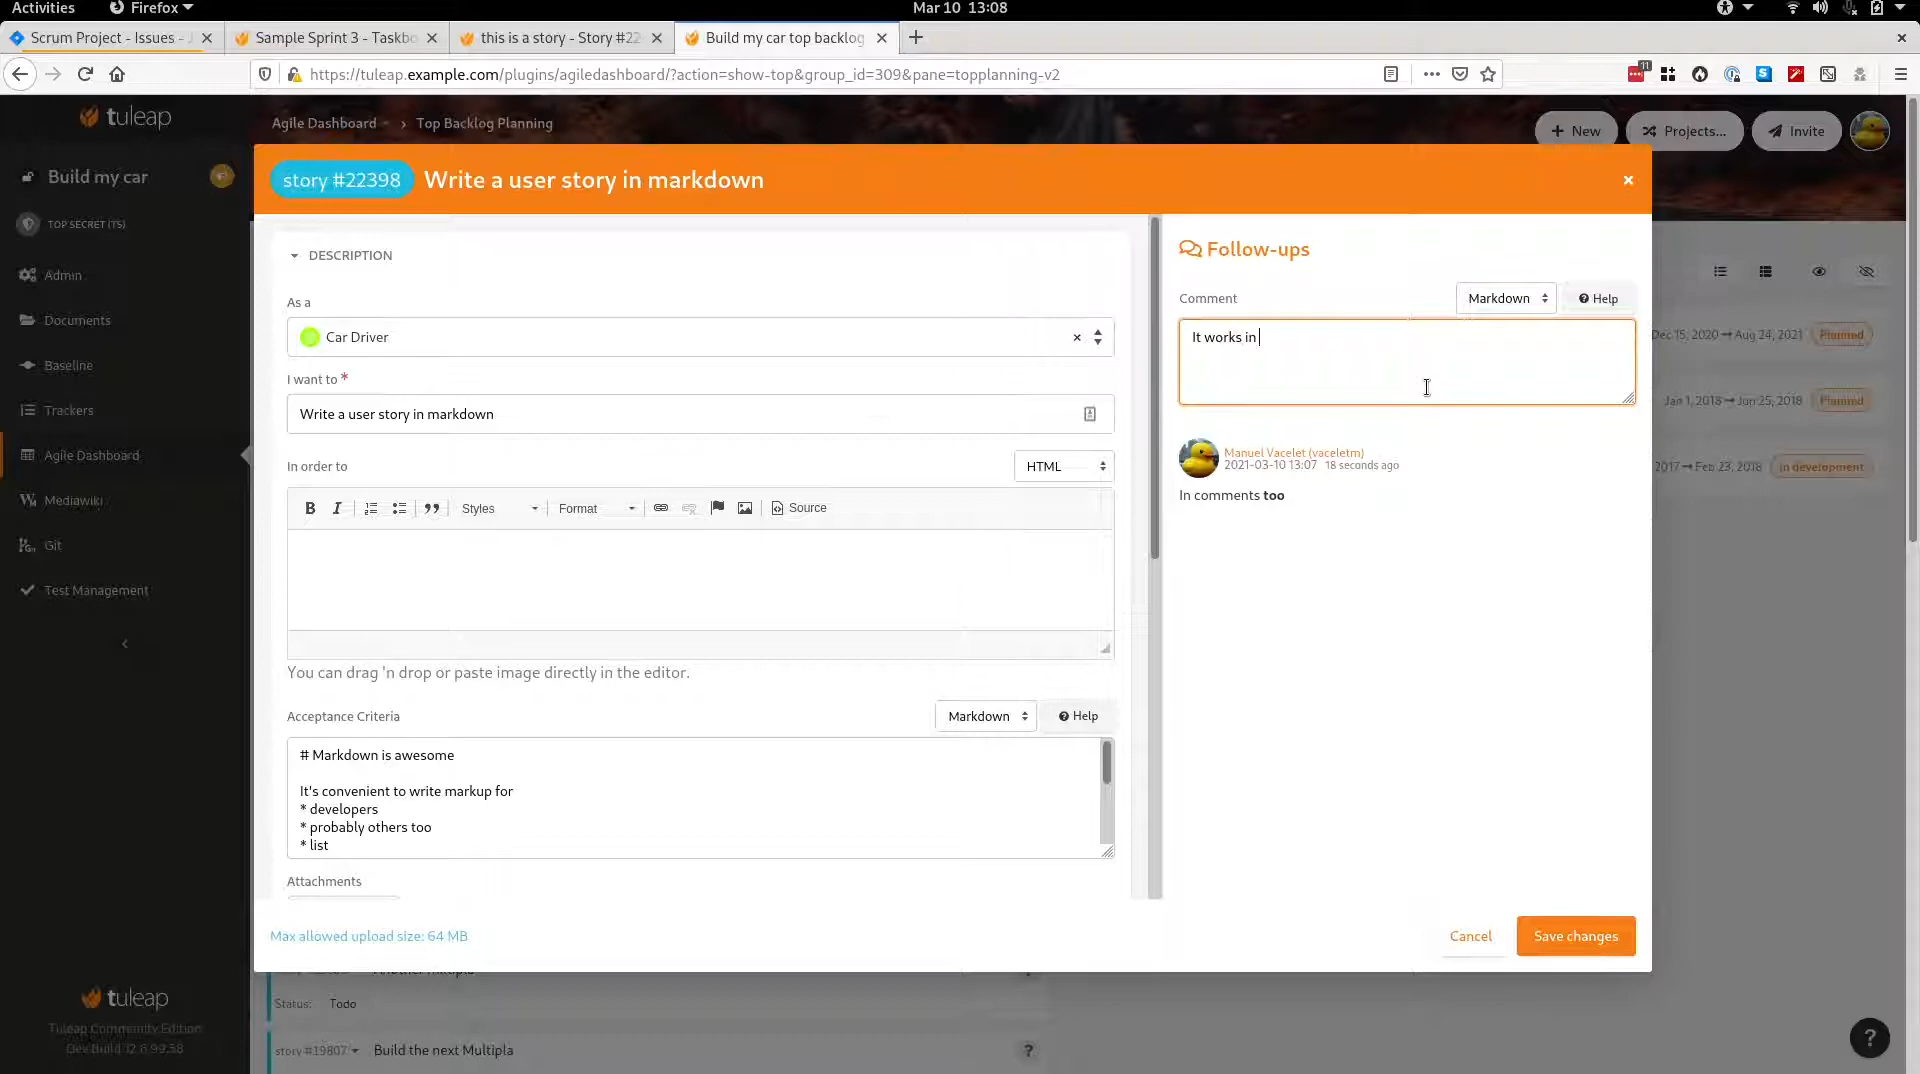 Activities
Firefox
Mar 10 13:08
Scrum Project - Issues - J
Sample Sprint 3 - Taskbo
this is a story - Story #22
Build my car top backlog
https://tuleap.example.com/plugins/agiledashboard/?action=show-top&group_id=309&pane=topplanning-v2
11
tuleap
Agile Dashboard
Top Backlog Planning
New
Projects...
Invite
Build my car
TOP SECRET (TS)
Admin
Documents
Baseline
Trackers
Agile Dashboard
Mediawiki
Git
Test Management
story #22398
Write a user story in markdown
DESCRIPTION
As a
Car Driver
I want to *
Write a user story in markdown
In order to
HTML
B I
Styles
Format
Source
You can drag 'n drop or paste image directly in the editor.
Acceptance Criteria
Markdown
Help
# Markdown is awesome
It's convenient to write markup for
* developers
* probably others too
* list
Attachments
Max allowed upload size: 64 MB
Follow-ups
Comment
Markdown
Help
It works in
Manuel Vacelet (vaceletm)
2021-03-10 13:07 18 seconds ago
In comments too
Cancel
Save changes
Dec 15, 2020 → Aug 24, 2021
Planned
Jan 1, 2018 → Jun 25, 2018
Planned
2017 → Feb 23, 2018
In development
Status: Todo
story #19807
Build the next Multipla
?
tuleap
Tuleap Community Edition
Dev Build 12.6.99.58
?